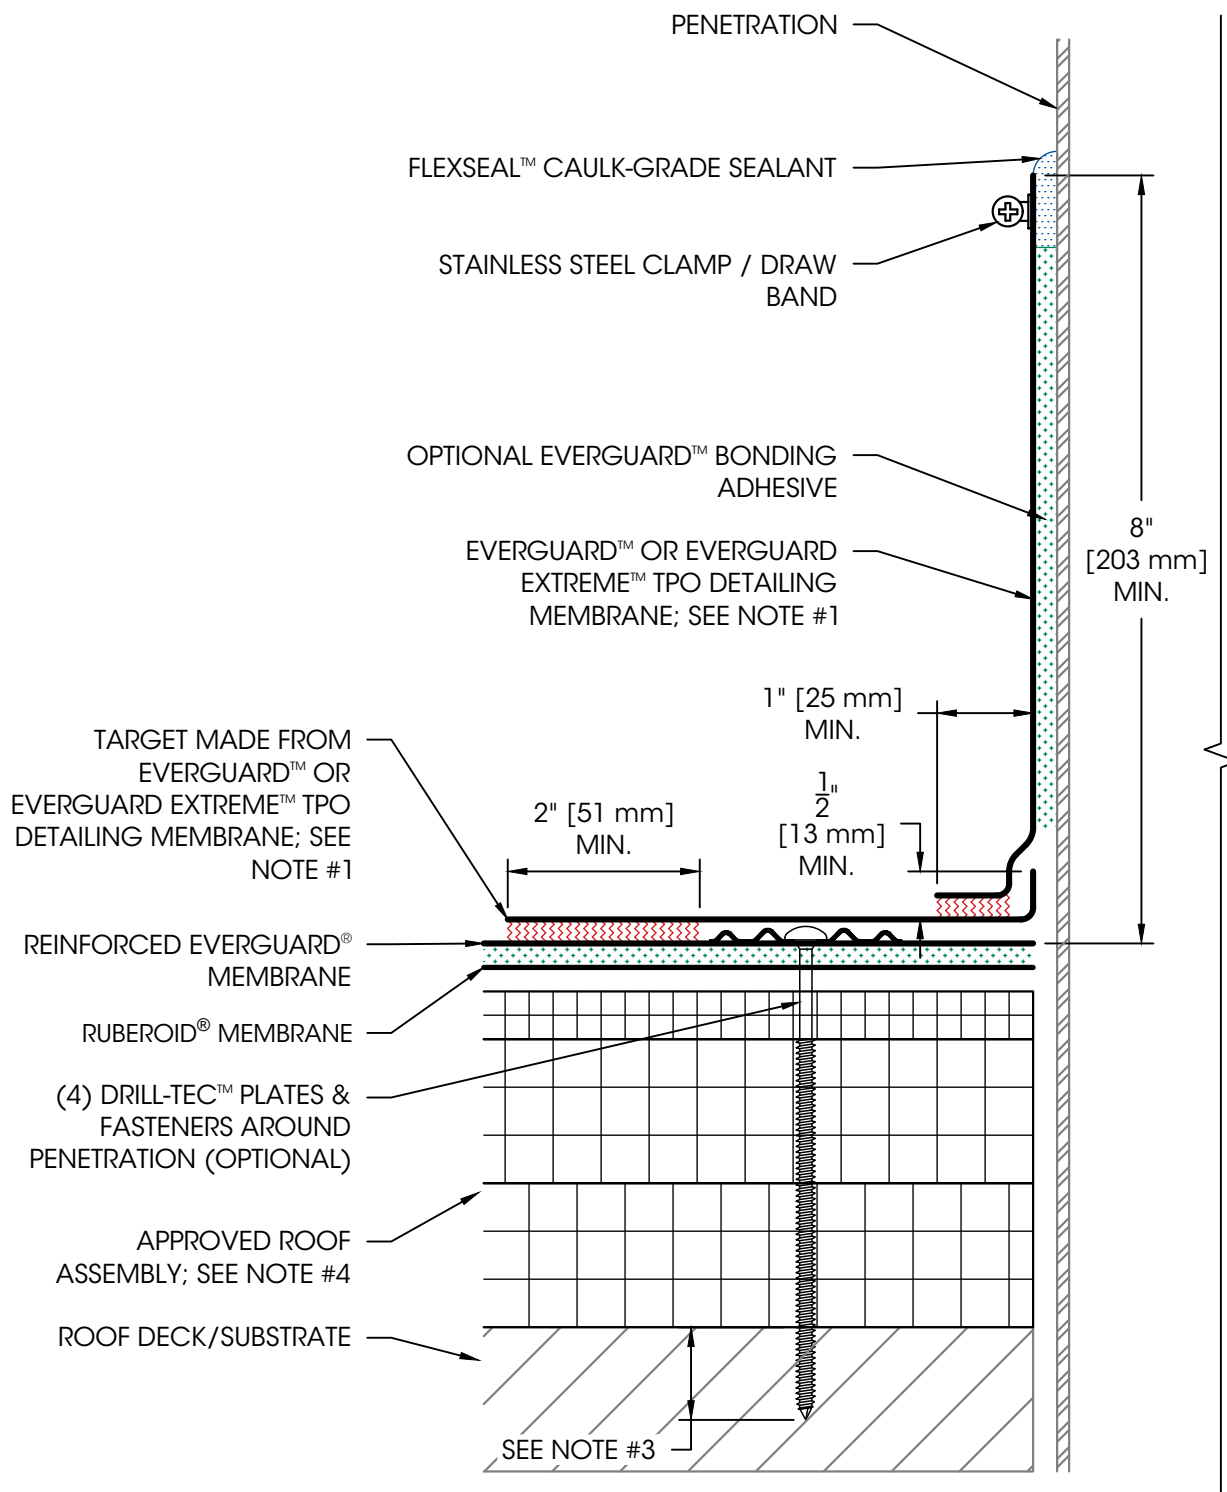 PENETRATION
FLEXSEAL™ CAULK-GRADE SEALANT
STAINLESS STEEL CLAMP / DRAW
BAND
OPTIONAL EVERGUARD™ BONDING
ADHESIVE
EVERGUARD™ OR EVERGUARD
EXTREME™ TPO DETAILING
MEMBRANE; SEE NOTE #1
8"
[203 mm]
MIN.
1" [25 mm]
MIN.
1/2"
[13 mm]
MIN.
2" [51 mm]
MIN.
TARGET MADE FROM
EVERGUARD™ OR
EVERGUARD EXTREME™ TPO
DETAILING MEMBRANE; SEE
NOTE #1
REINFORCED EVERGUARD®
MEMBRANE
RUBEROID® MEMBRANE
(4) DRILL-TEC™ PLATES &
FASTENERS AROUND
PENETRATION (OPTIONAL)
APPROVED ROOF
ASSEMBLY; SEE NOTE #4
ROOF DECK/SUBSTRATE
SEE NOTE #3